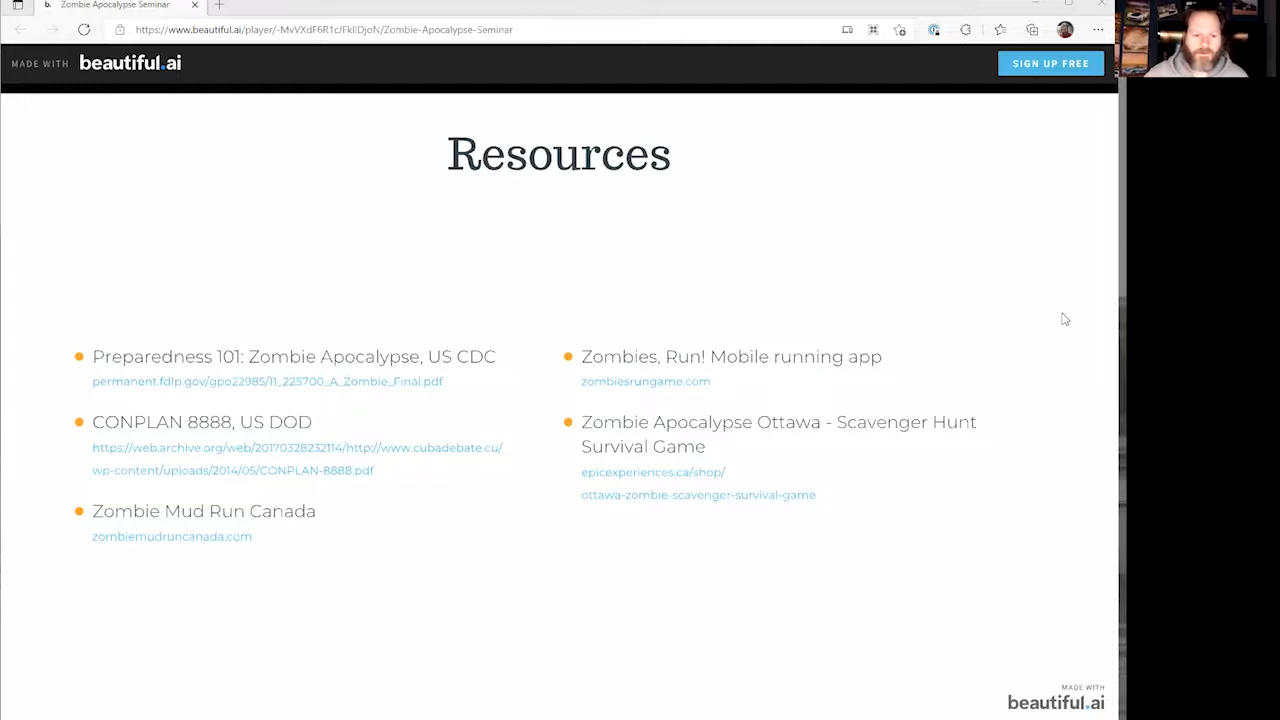 Zombie Apocalypse Seminar
https://www.beautiful.ai/player/-MvVXdF6R1cJFkllDjoN/Zombie-Apocalypse-Seminar
MADE WITH beautiful.ai
SIGN UP FREE
Resources
Preparedness 101: Zombie Apocalypse, US CDC
permanent.fdlp.gov/gpo22985/11_225700_A_Zombie_Final.pdf
CONPLAN 8888, US DOD
https://web.archive.org/web/20170328232114/http://www.cubadebate.cu/
wp-content/uploads/2014/05/CONPLAN-8888.pdf
Zombie Mud Run Canada
zombiemudruncanada.com
Zombies, Run! Mobile running app
zombiesrungame.com
Zombie Apocalypse Ottawa - Scavenger Hunt
Survival Game
epicexperiences.ca/shop/
ottawa-zombie-scavenger-survival-game
MADE WITH
beautiful.ai